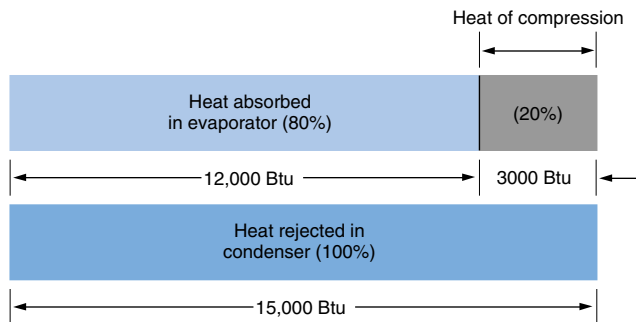 Heat of compression
Heat absorbed
in evaporator (80%)
(20%)
12,000 Btu
3000 Btu
Heat rejected in
condenser (100%)
15,000 Btu